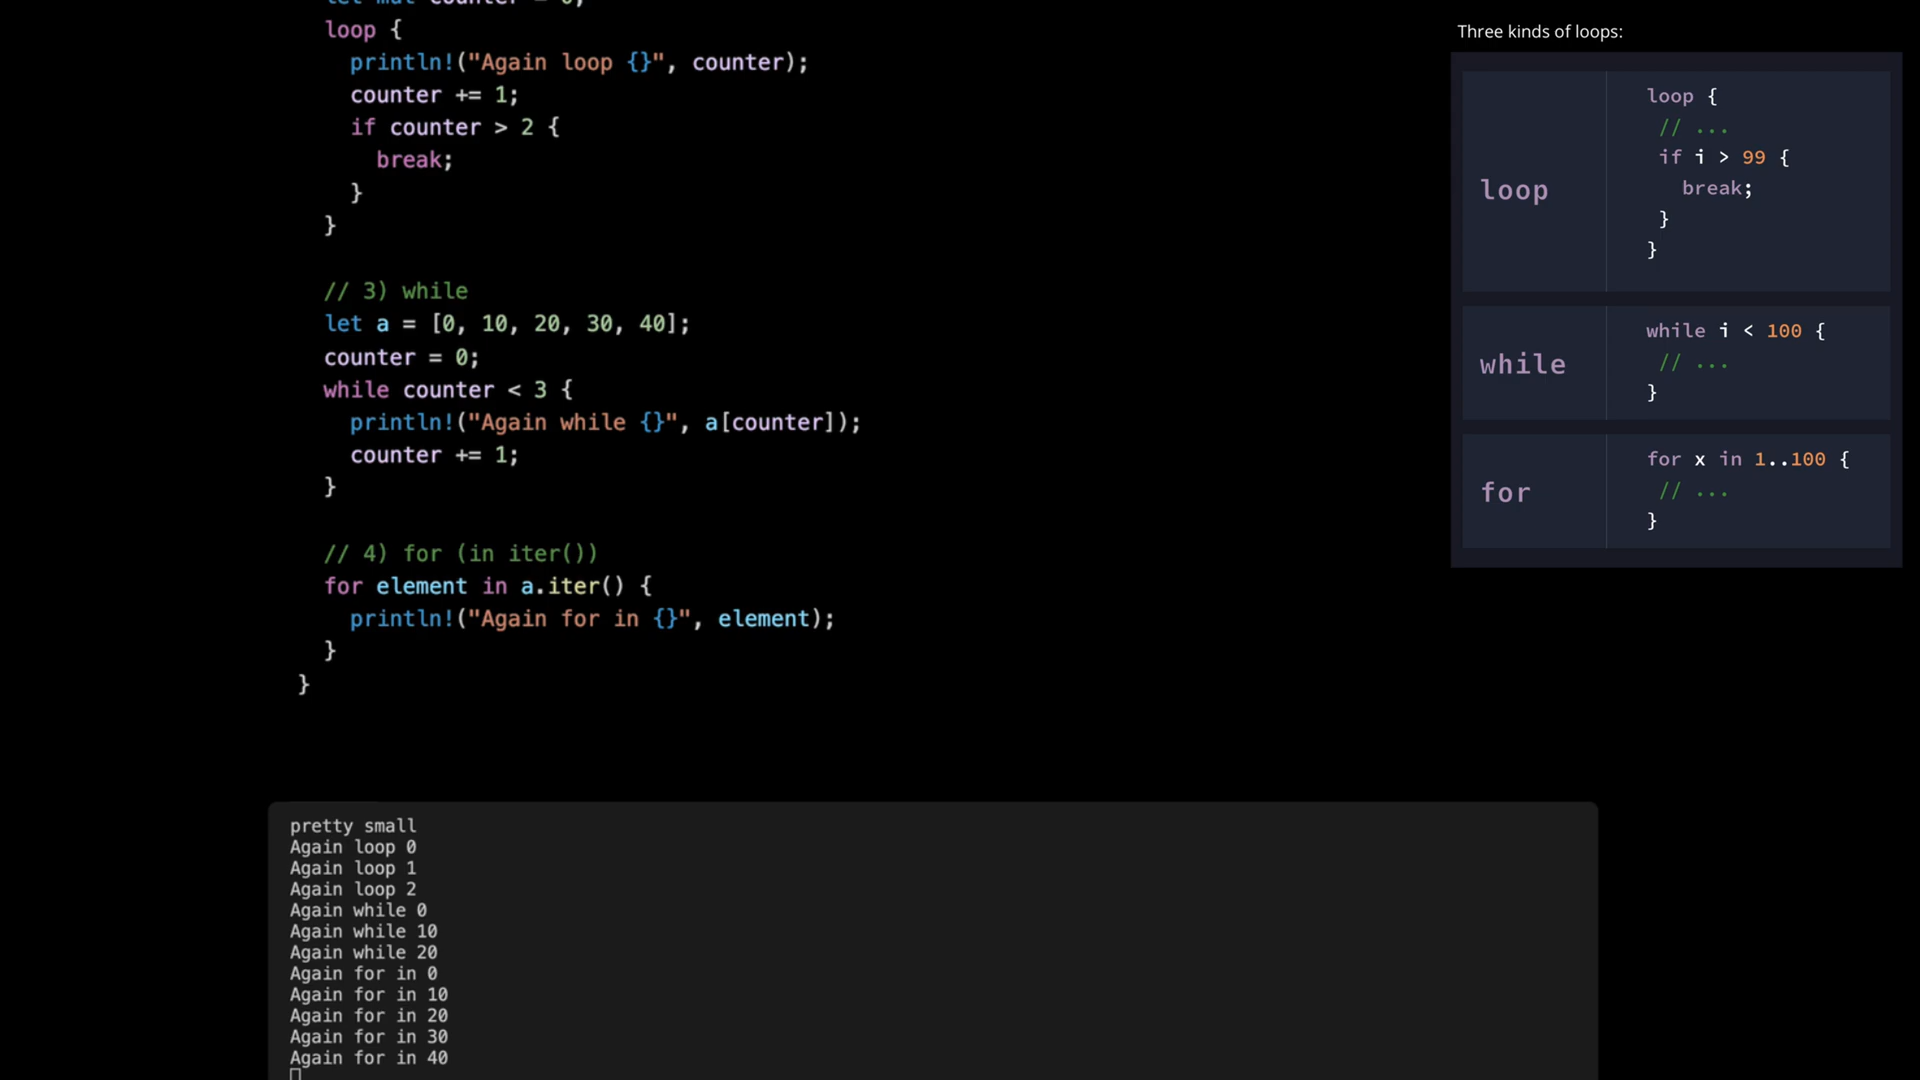 let mut counter = 0;
loop {
println!("Again loop {}", counter);
counter += 1;
if counter > 2 {
break;
}
}
// 3) while
let a = [0, 10, 20, 30, 40];
counter = 0;
while counter < 3 {
println!("Again while {}", a[counter]);
counter += 1;
}
// 4) for (in iter())
for element in a.iter() {
println!("Again for in {}", element);
}
}
Three kinds of loops:
loop
loop {
// ...
if i > 99 {
break;
}
}
while
while i < 100 {
// ...
}
for
for x in 1..100 {
// ...
}
pretty small
Again loop 0
Again loop 1
Again loop 2
Again while 0
Again while 10
Again while 20
Again for in 0
Again for in 10
Again for in 20
Again for in 30
Again for in 40